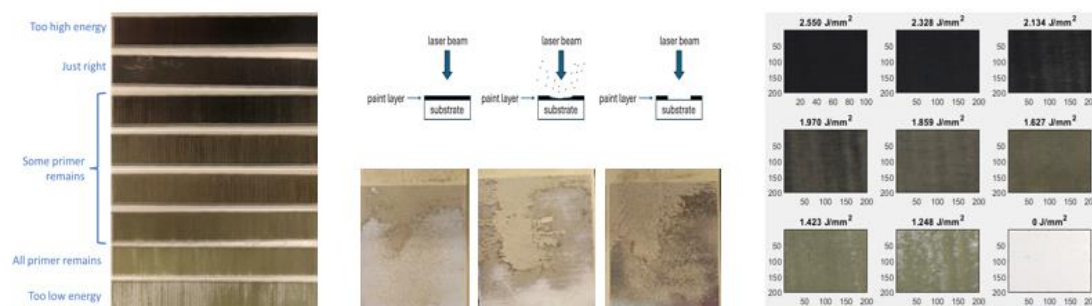 Too high energy
Just right
Some primer
remains
All primer remains
Too low energy
laser beam
laser beam
laser beam
paint layer
paint layer
paint layer
substrate
substrate
substrate
2.550 J/mm²
2.328 J/mm²
2.134 J/mm²
50
100
150
200
20 40 60 80 100
50
100
150
200
50 100 150 200
50
100
150
200
50 100 150 200
1.970 J/mm²
1.859 J/mm²
1.627 J/mm²
50
100
150
200
50 100 150 200
50
100
150
200
50 100 150 200
50
100
150
200
50 100 150 200
1.423 J/mm²
1.248 J/mm²
0 J/mm²
50
100
150
200
50 100 150 200
50
100
150
200
50 100 150 200
50
100
150
200
50 100 150 200